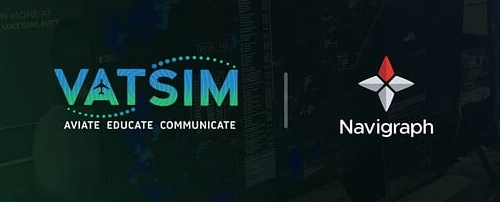 VATSIM
AVIATE EDUCATE COMMUNICATE
Navigraph